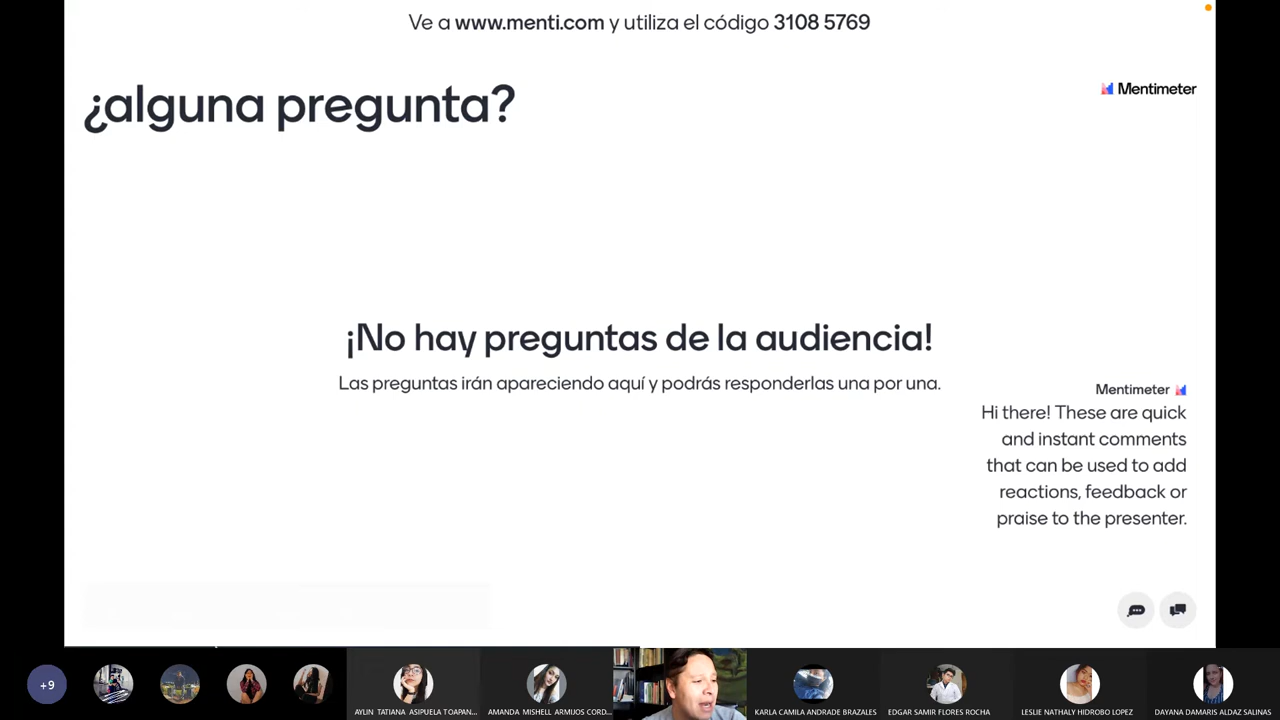 Ve a www.menti.com y utiliza el código 3108 5769
¿alguna pregunta?
Mentimeter
¡No hay preguntas de la audiencia!
Las preguntas irán apareciendo aquí y podrás responderlas una por una.
Mentimeter
Hi there! These are quick
and instant comments
that can be used to add
reactions, feedback or
praise to the presenter.
+9
AYLIN TATIANA ASIPUELA TOAPAN...
AMANDA MISHELL ARMIJOS CORD...
KARLA CAMILA ANDRADE BRAZALES
EDGAR SAMIR FLORES ROCHA
LESLIE NATHALY HIDROBO LOPEZ
DAYANA DAMARIS ALDAZ SALINAS